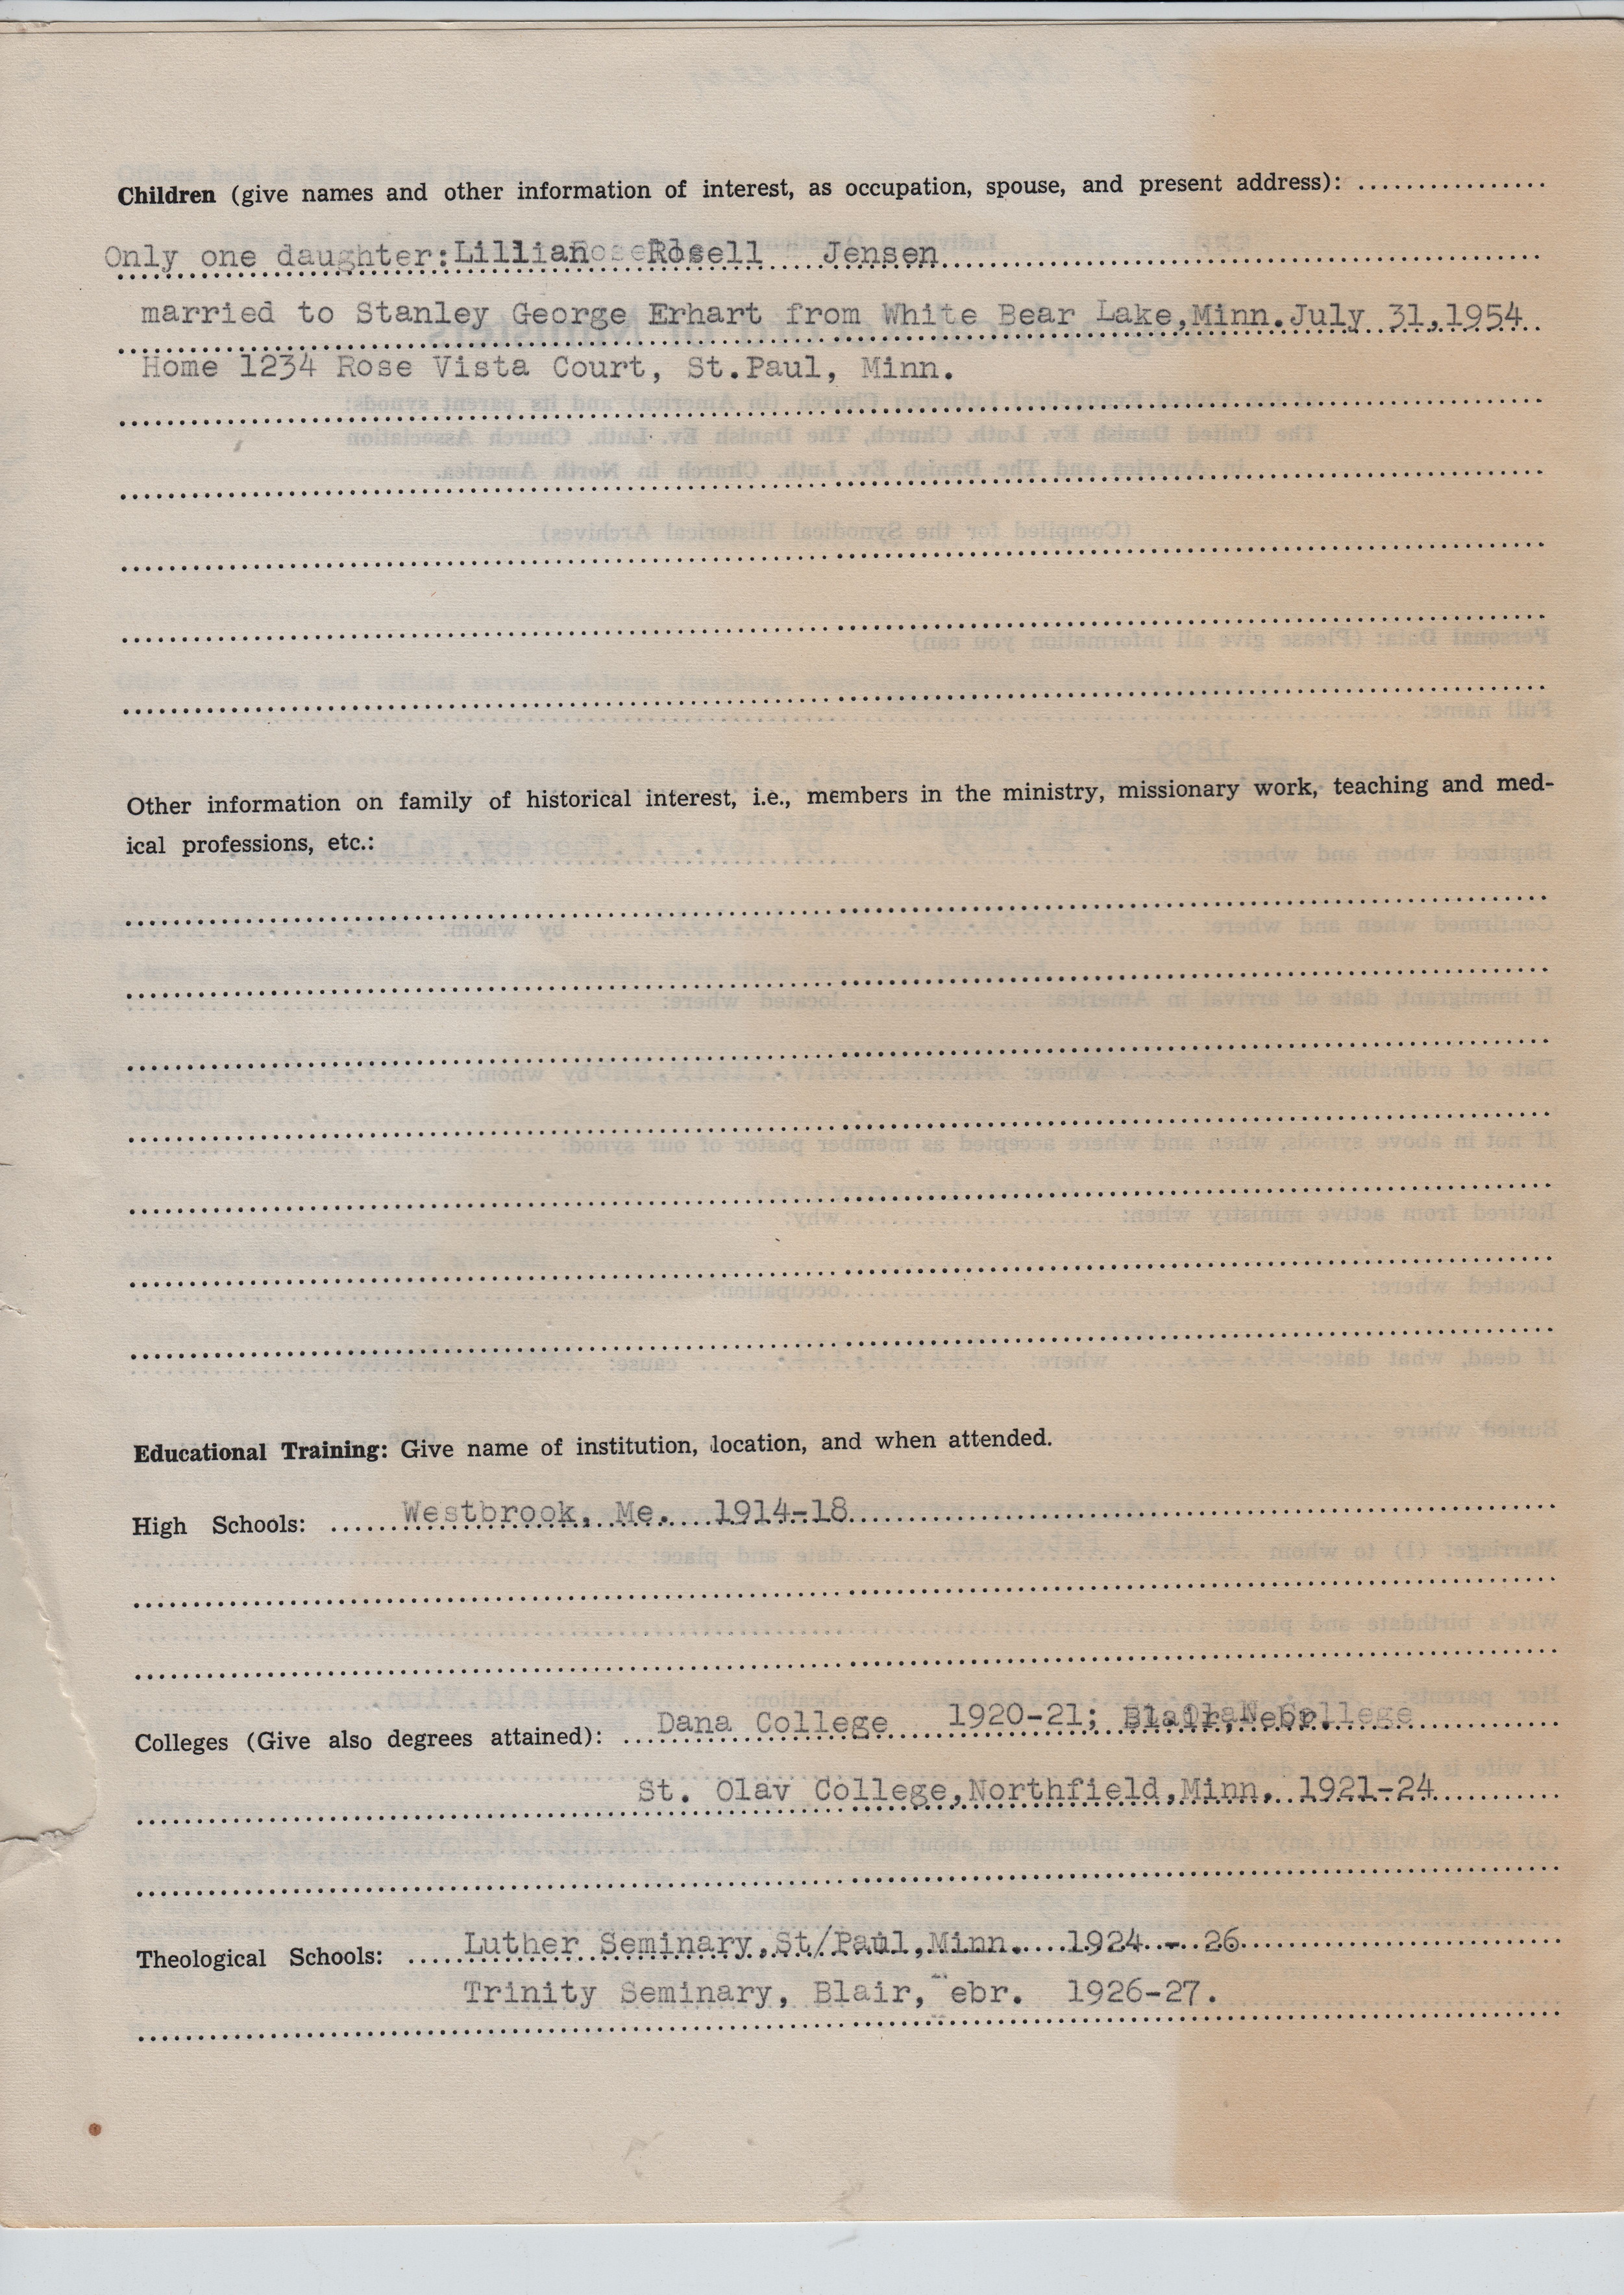 Children (give names and other information of interest, as occupation, spouse, and present address):
Only one daughter: Lillian Rosell Jensen
married to Stanley George Erhart from White Bear Lake,Minn.July 31,1954
Home 1234 Rose Vista Court, St.Paul, Minn.
Other information on family of historical interest, i.e., members in the ministry, missionary work, teaching and med-
ical professions, etc.:
Educational Training: Give name of institution, location, and when attended.
High Schools: Westbrook, Me. 1914-18
Colleges (Give also degrees attained): Dana College 1920-21; Blair, Nebr.
St. Olav College,Northfield,Minn. 1921-24
Theological Schools: Luther Seminary,St/Paul,Minn. 1924 - 26
Trinity Seminary, Blair, ebr. 1926-27.